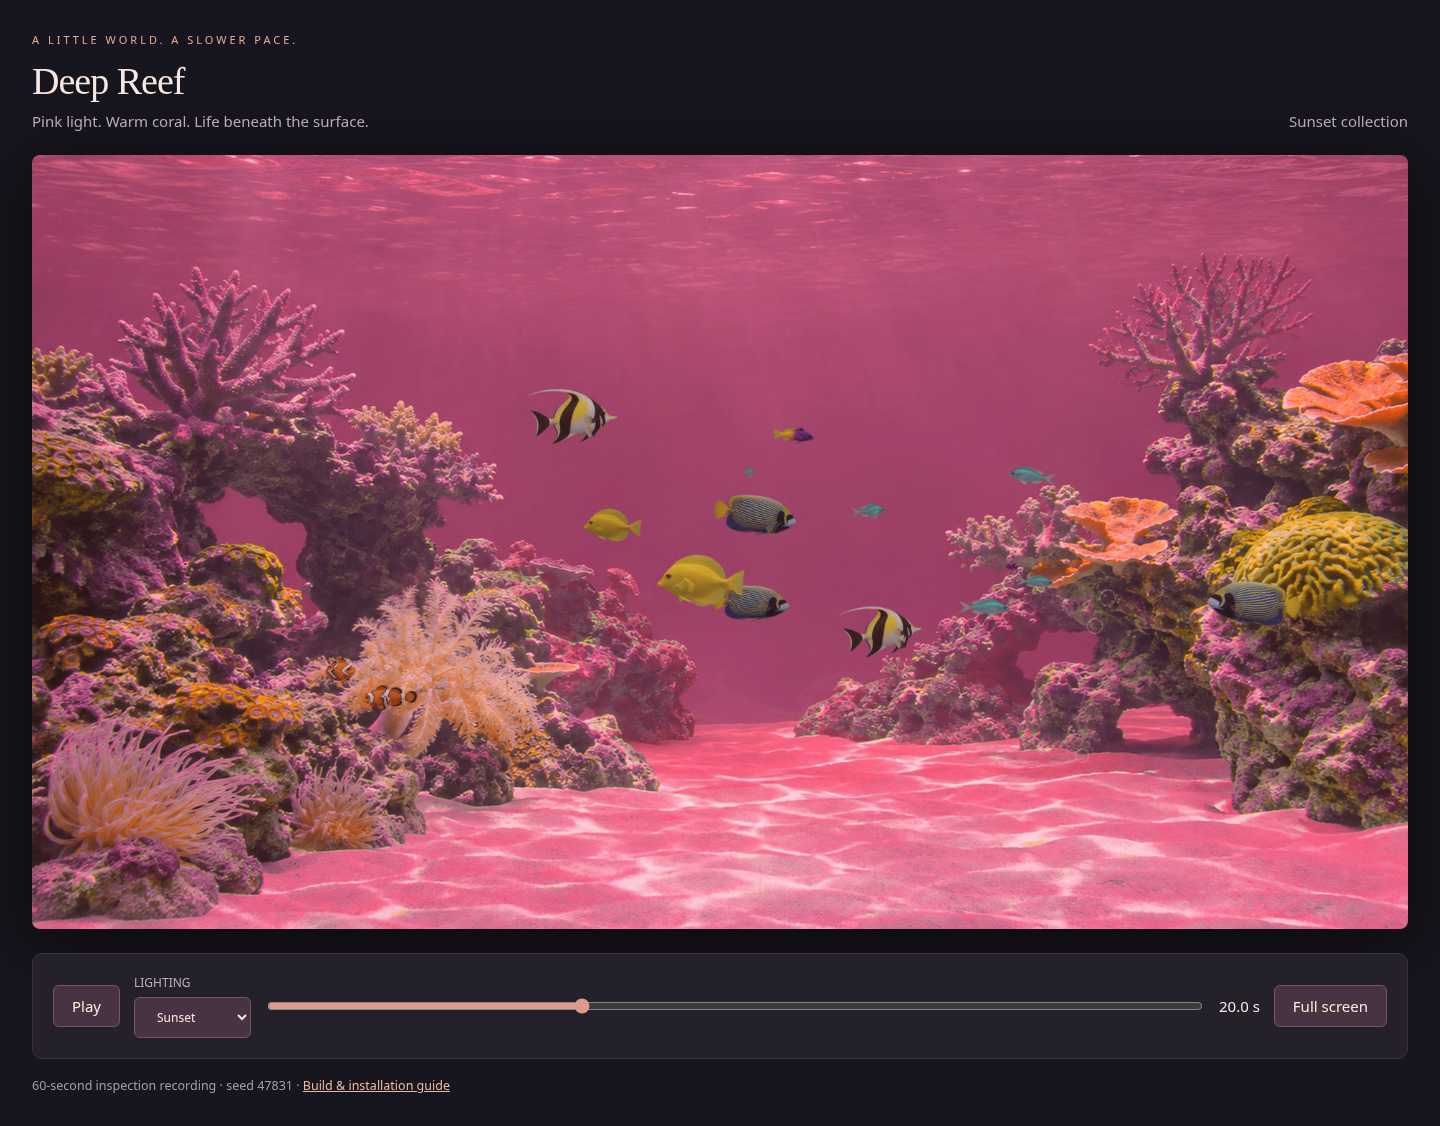 A LITTLE WORLD. A SLOWER PACE.
Deep Reef
Pink light. Warm coral. Life beneath the surface.
Sunset collection
Play
LIGHTING
Sunset
20.0 s
Full screen
60-second inspection recording · seed 47831 · Build & installation guide